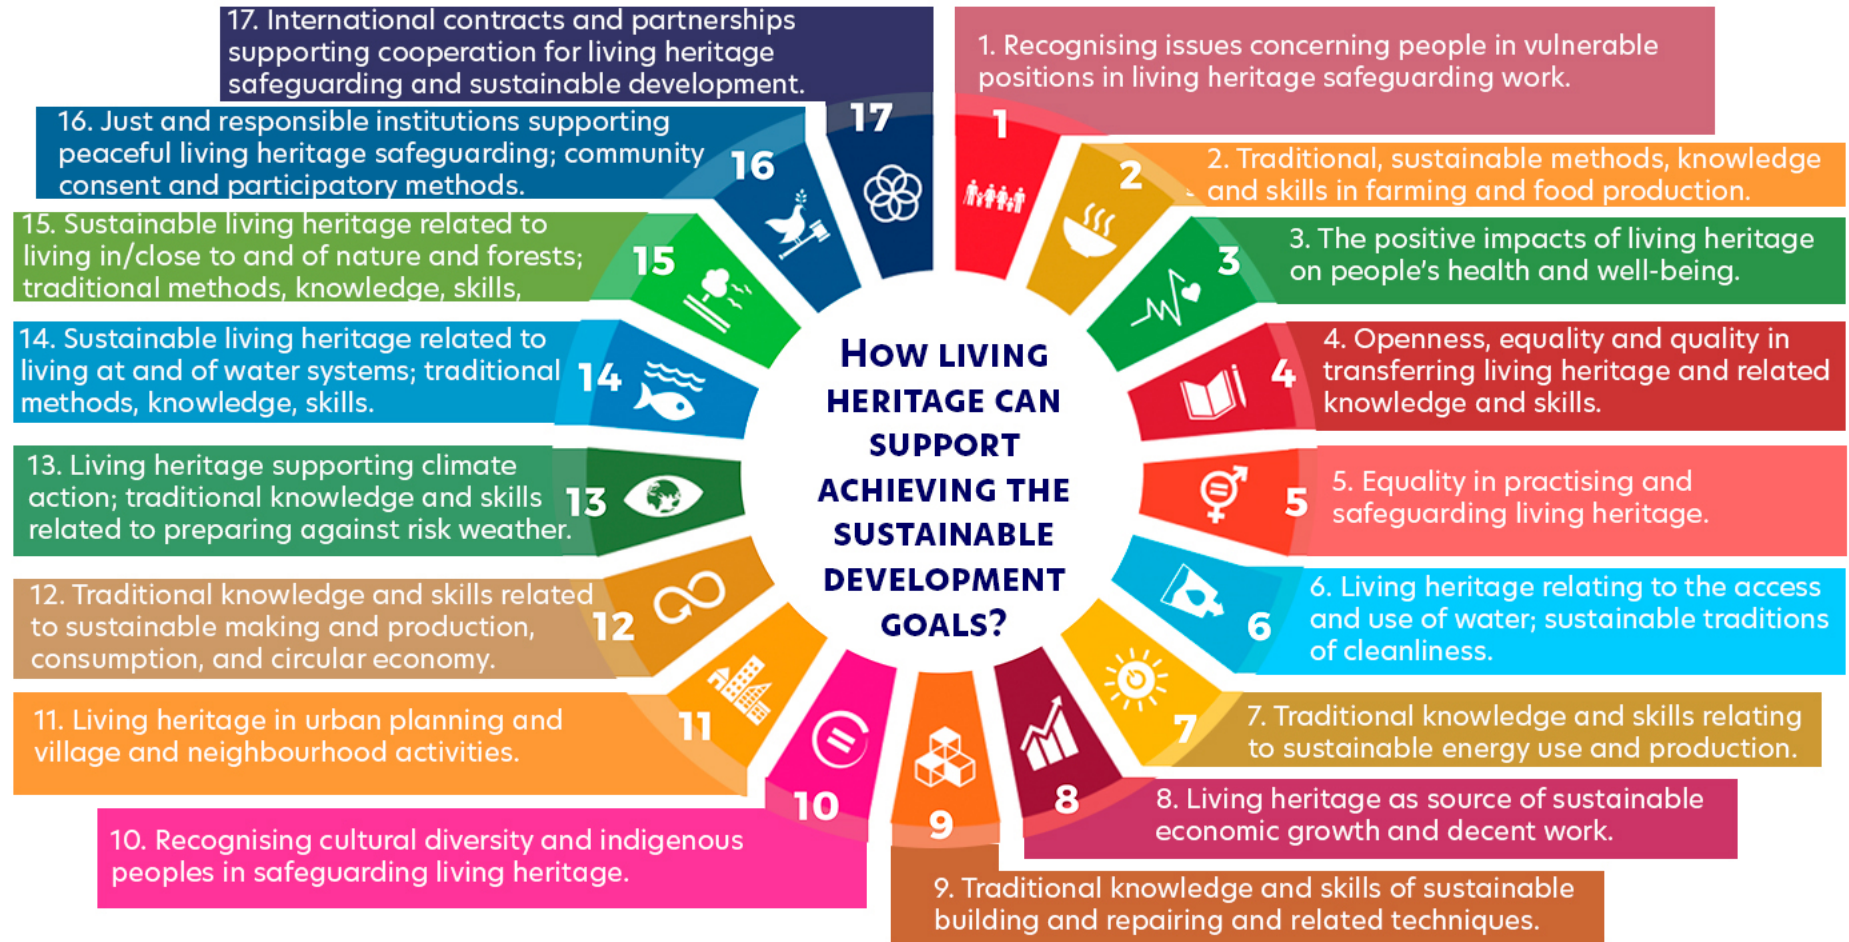 17. International contracts and partnerships
supporting cooperation for living heritage
safeguarding and sustainable development.
1. Recognising issues concerning people in vulnerable
positions in living heritage safeguarding work.
16. Just and responsible institutions supporting
peaceful living heritage safeguarding; community
consent and participatory methods.
2. Traditional, sustainable methods, knowledge
and skills in farming and food production.
15. Sustainable living heritage related to
living in/close to and of nature and forests;
traditional methods, knowledge, skills,
3. The positive impacts of living heritage
on people's health and well-being.
14. Sustainable living heritage related to
living at and of water systems; traditional
methods, knowledge, skills.
4. Openness, equality and quality in
transferring living heritage and related
knowledge and skills.
13. Living heritage supporting climate
action; traditional knowledge and skills
related to preparing against risk weather.
5. Equality in practising and
safeguarding living heritage.
12. Traditional knowledge and skills related
to sustainable making and production,
consumption, and circular economy.
6. Living heritage relating to the access
and use of water; sustainable traditions
of cleanliness.
11. Living heritage in urban planning and
village and neighbourhood activities.
7. Traditional knowledge and skills relating
to sustainable energy use and production.
10. Recognising cultural diversity and indigenous
peoples in safeguarding living heritage.
8. Living heritage as source of sustainable
economic growth and decent work.
9. Traditional knowledge and skills of sustainable
building and repairing and related techniques.
17
1
16
2
15
3
14
4
13
5
12
6
11
7
10
8
9
HOW LIVING
HERITAGE CAN
SUPPORT
ACHIEVING THE
SUSTAINABLE
DEVELOPMENT
GOALS?